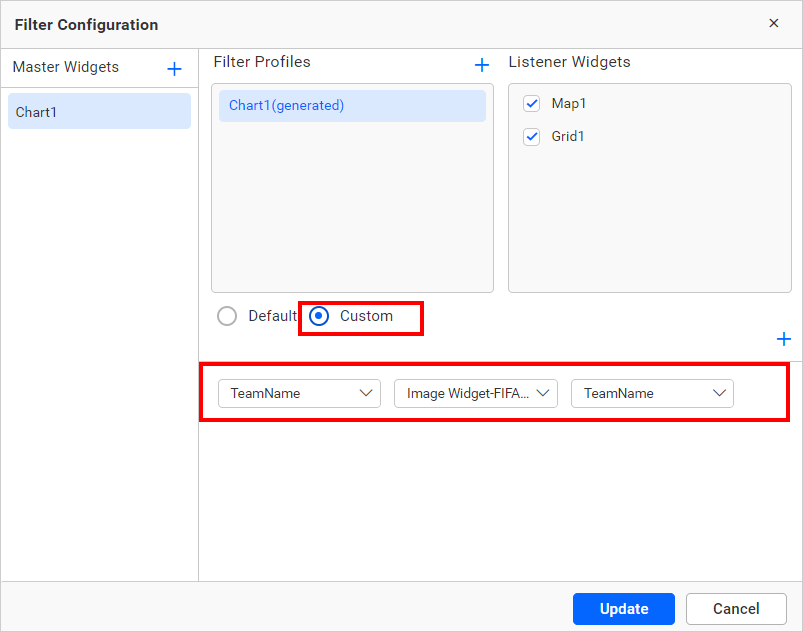 Filter Configuration
Master Widgets
Chart1
Filter Profiles
Chart1(generated)
Listener Widgets
Map1
Grid1
Default
Custom
TeamName
Image Widget-FIFA...
TeamName
Update
Cancel